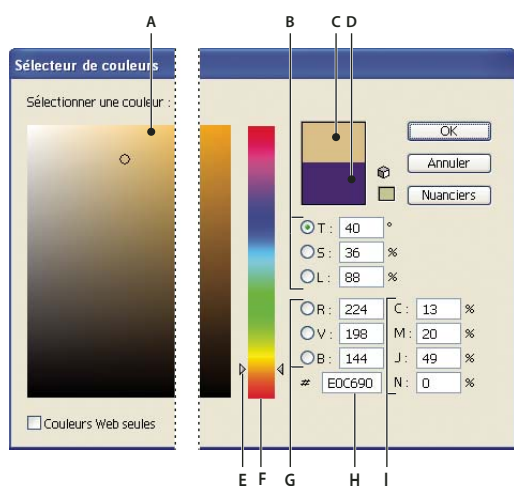 A B C D
Sélecteur de couleurs
Sélectionner une couleur :
OK
Annuler
Nuanciers
T : 40 °
S : 36 %
L : 88 %
R : 224 C : 13 %
V : 198 M : 20 %
B : 144 J : 49 %
# E0C690 N : 0 %
Couleurs Web seules
E F G H I